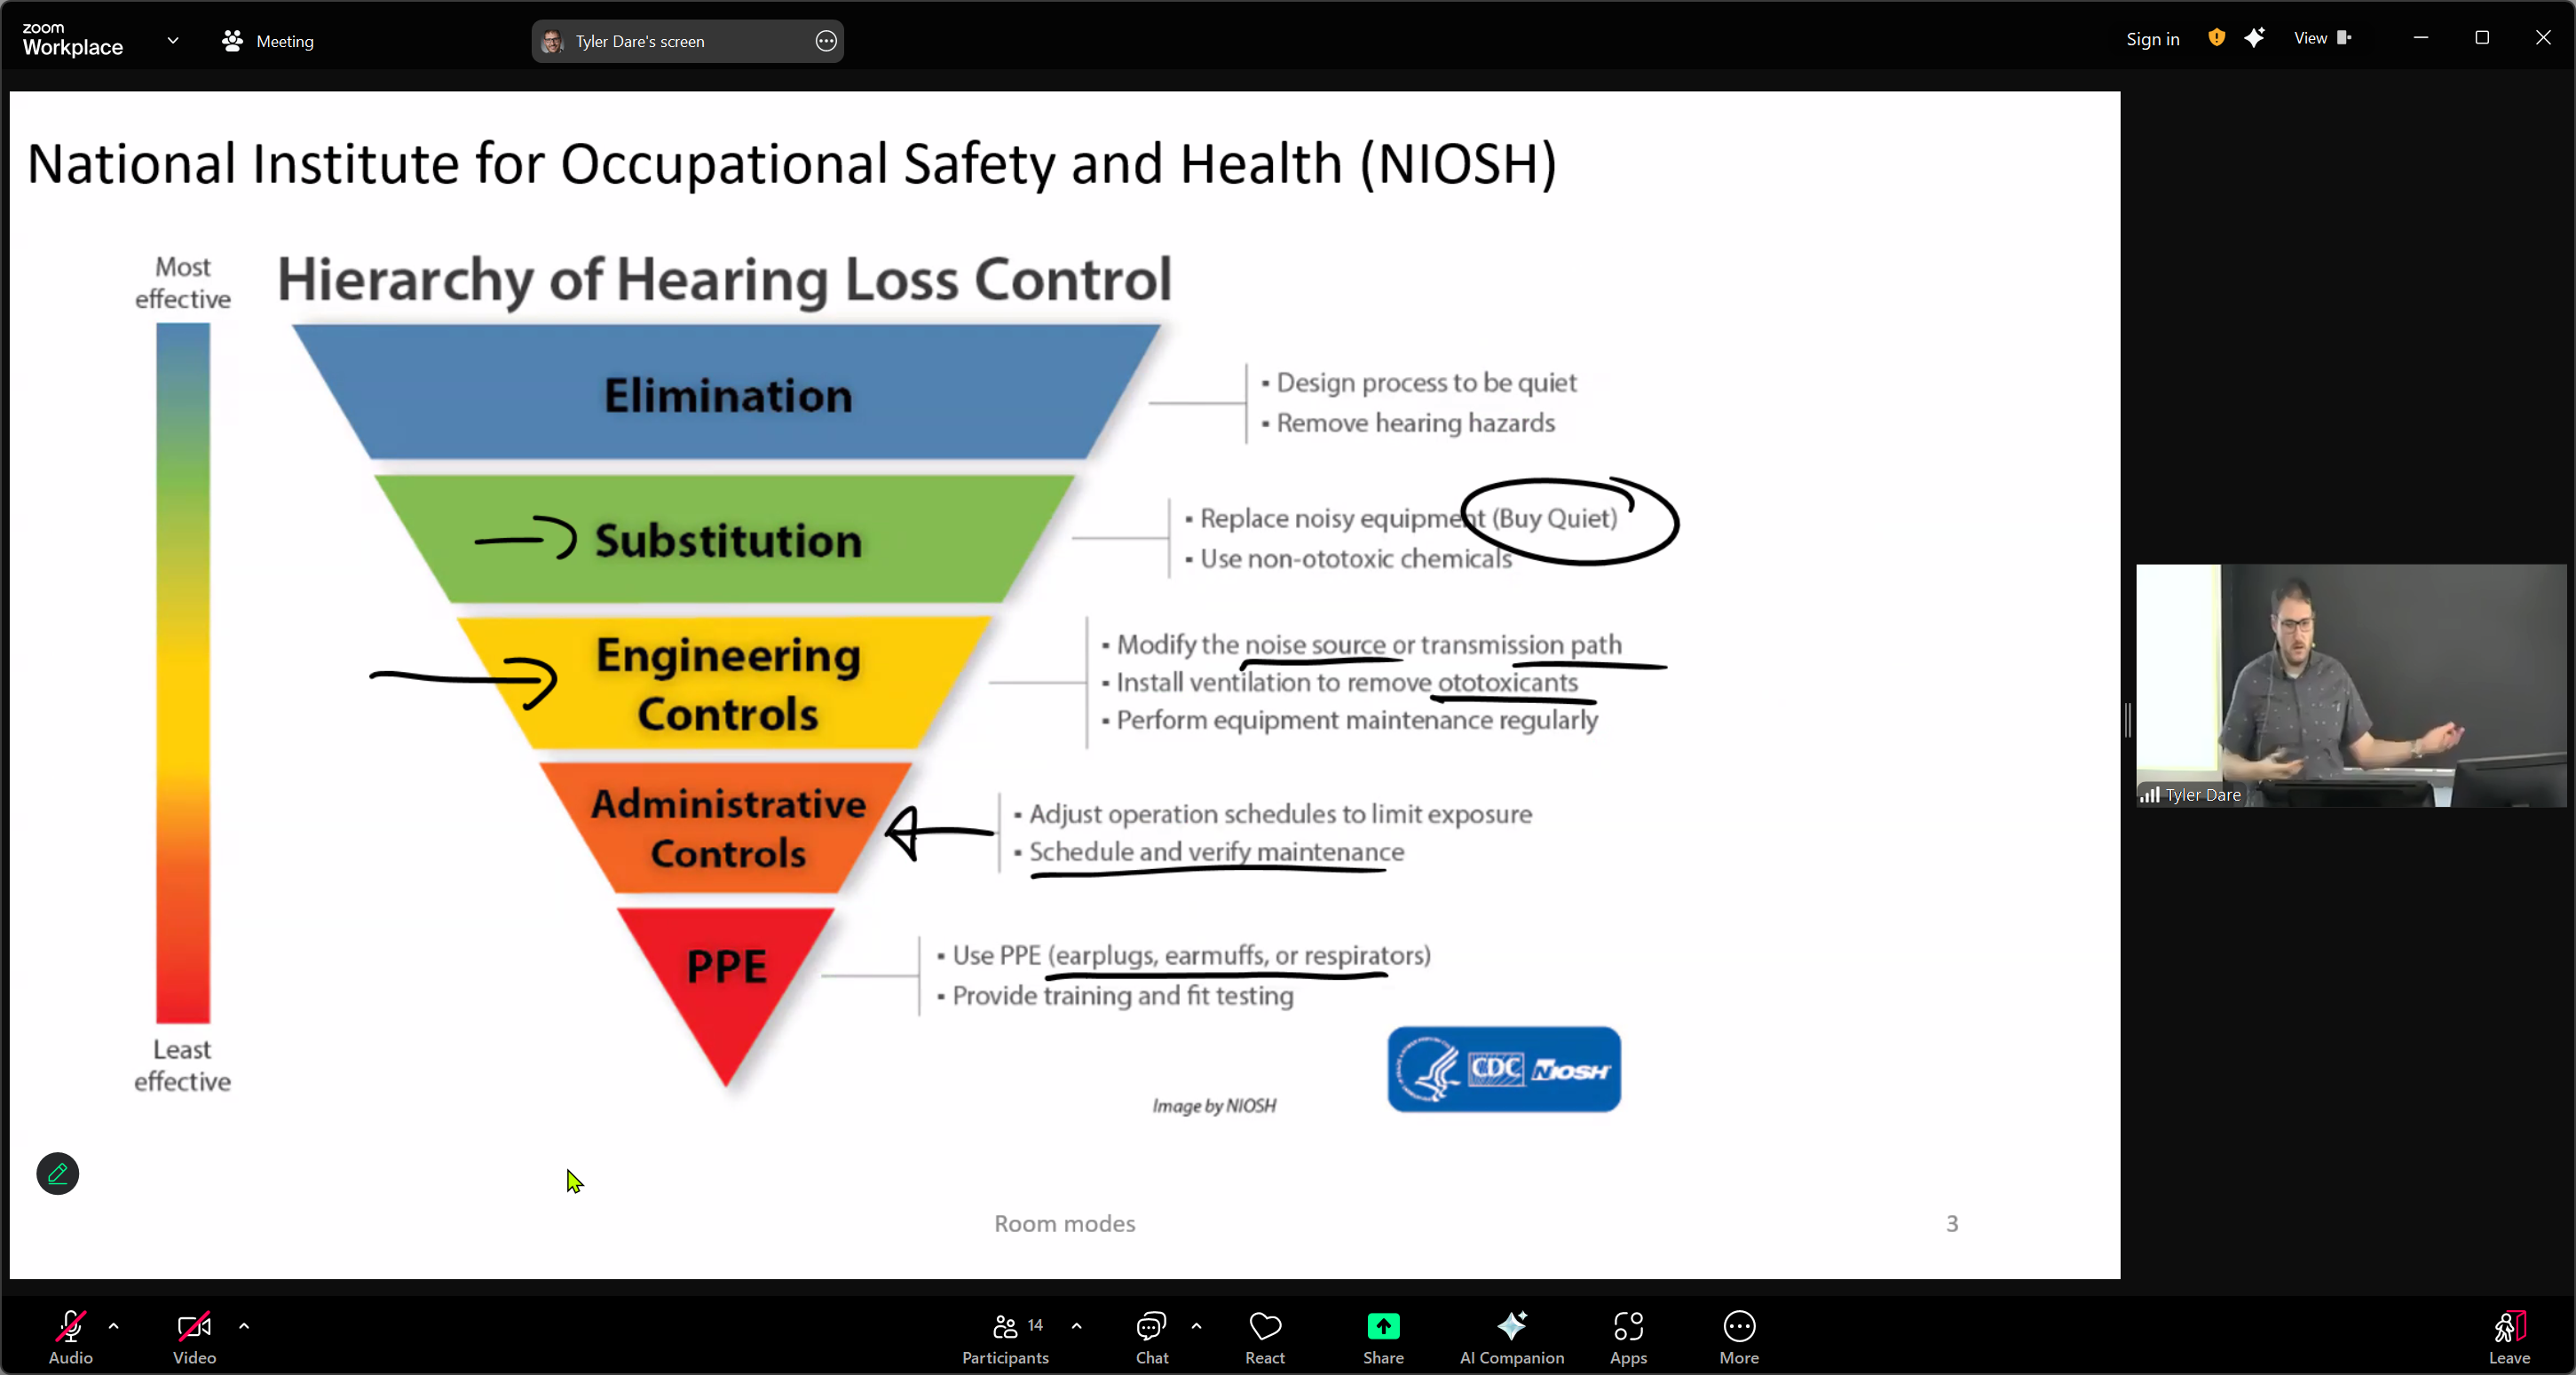 zoom
Workplace
Meeting
Tyler Dare's screen
Sign in
View
National Institute for Occupational Safety and Health (NIOSH)
Most
effective
Hierarchy of Hearing Loss Control
Elimination
▪ Design process to be quiet
▪ Remove hearing hazards
Substitution
▪ Replace noisy equipment (Buy Quiet)
▪ Use non-ototoxic chemicals
Engineering
Controls
▪ Modify the noise source or transmission path
▪ Install ventilation to remove ototoxicants
▪ Perform equipment maintenance regularly
Administrative
Controls
▪ Adjust operation schedules to limit exposure
▪ Schedule and verify maintenance
PPE
▪ Use PPE (earplugs, earmuffs, or respirators)
▪ Provide training and fit testing
Least
effective
CDC NIOSH
Image by NIOSH
Tyler Dare
Room modes
3
Audio
Video
14
Participants
Chat
React
Share
AI Companion
Apps
More
Leave